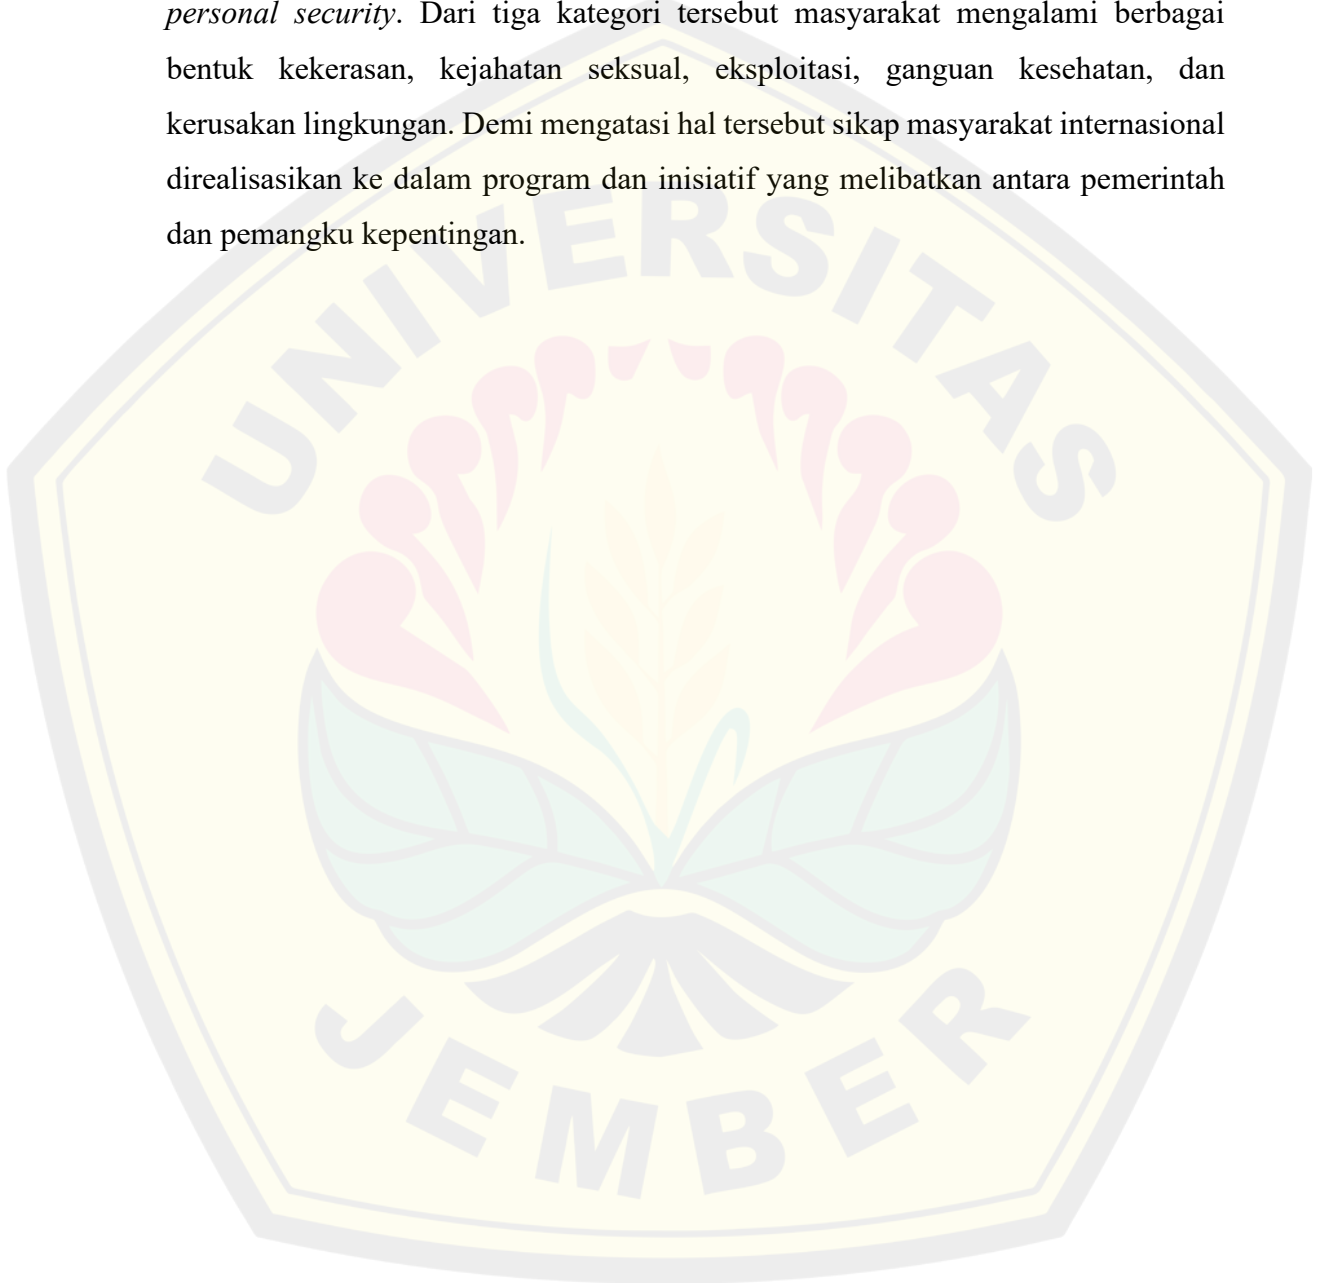 personal security. Dari tiga kategori tersebut masyarakat mengalami berbagai
bentuk kekerasan, kejahatan seksual, eksploitasi, ganguan kesehatan, dan
kerusakan lingkungan. Demi mengatasi hal tersebut sikap masyarakat internasional
direalisasikan ke dalam program dan inisiatif yang melibatkan antara pemerintah
dan pemangku kepentingan.
UNIVERSITAS
JEMBER